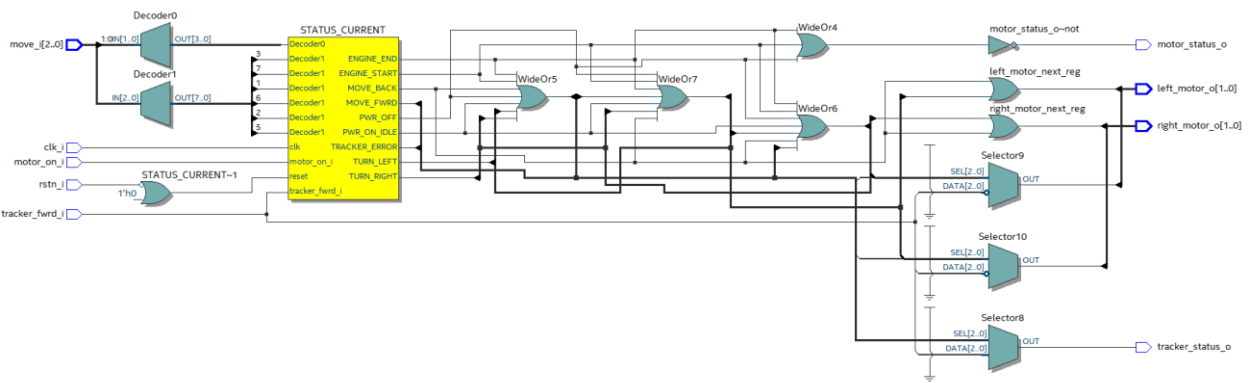 Decoder0
move_i[2..0]
1:0 IN[1..0] OUT[3..0]
Decoder1
IN[2..0] OUT[7..0]
clk_i
motor_on_i
rstn_i
tracker_fwrd_i
STATUS_CURRENT~1
1'h0
STATUS_CURRENT
Decoder0
3 Decoder1 ENGINE_END
7 Decoder1 ENGINE_START
1 Decoder1 MOVE_BACK
6 Decoder1 MOVE_FWRD
2 Decoder1 PWR_OFF
5 Decoder1 PWR_ON_IDLE
clk TRACKER_ERROR
motor_on_i TURN_LEFT
reset TURN_RIGHT
tracker_fwrd_i
WideOr5
WideOr7
WideOr4
WideOr6
motor_status_o~not
motor_status_o
left_motor_next_reg
left_motor_o[1..0]
right_motor_next_reg
right_motor_o[1..0]
Selector9
SEL[2..0]
DATA[2..0] OUT
Selector10
SEL[2..0]
DATA[2..0] OUT
Selector8
SEL[2..0]
DATA[2..0] OUT
tracker_status_o